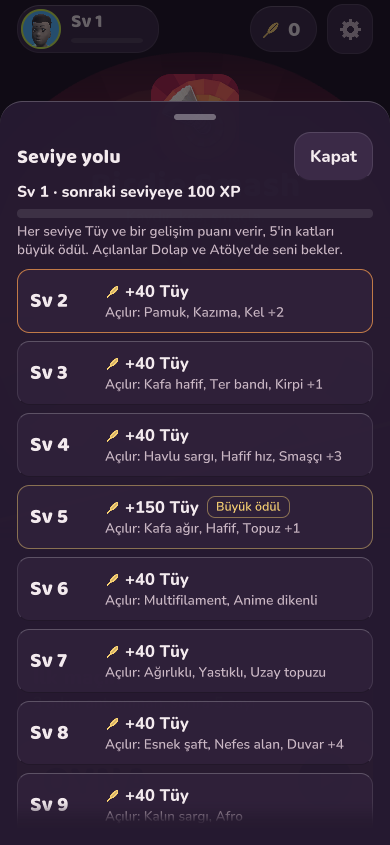 Sv 1
0
Seviye yolu
Kapat
Sv 1 · sonraki seviyeye 100 XP
Her seviye Tüy ve bir gelişim puanı verir, 5'in katları
büyük ödül. Açılanlar Dolap ve Atölye'de seni bekler.
Sv 2
+40 Tüy
Açılır: Pamuk, Kazıma, Kel +2
Sv 3
+40 Tüy
Açılır: Kafa hafif, Ter bandı, Kirpi +1
Sv 4
+40 Tüy
Açılır: Havlu sargı, Hafif hız, Smaşçı +3
Sv 5
+150 Tüy Büyük ödül
Açılır: Kafa ağır, Hafif, Topuz +1
Sv 6
+40 Tüy
Açılır: Multifilament, Anime dikenli
Sv 7
+40 Tüy
Açılır: Ağırlıklı, Yastıklı, Uzay topuzu
Sv 8
+40 Tüy
Açılır: Esnek şaft, Nefes alan, Duvar +4
Sv 9
+40 Tüy
Açılır: Kalın sargı, Afro